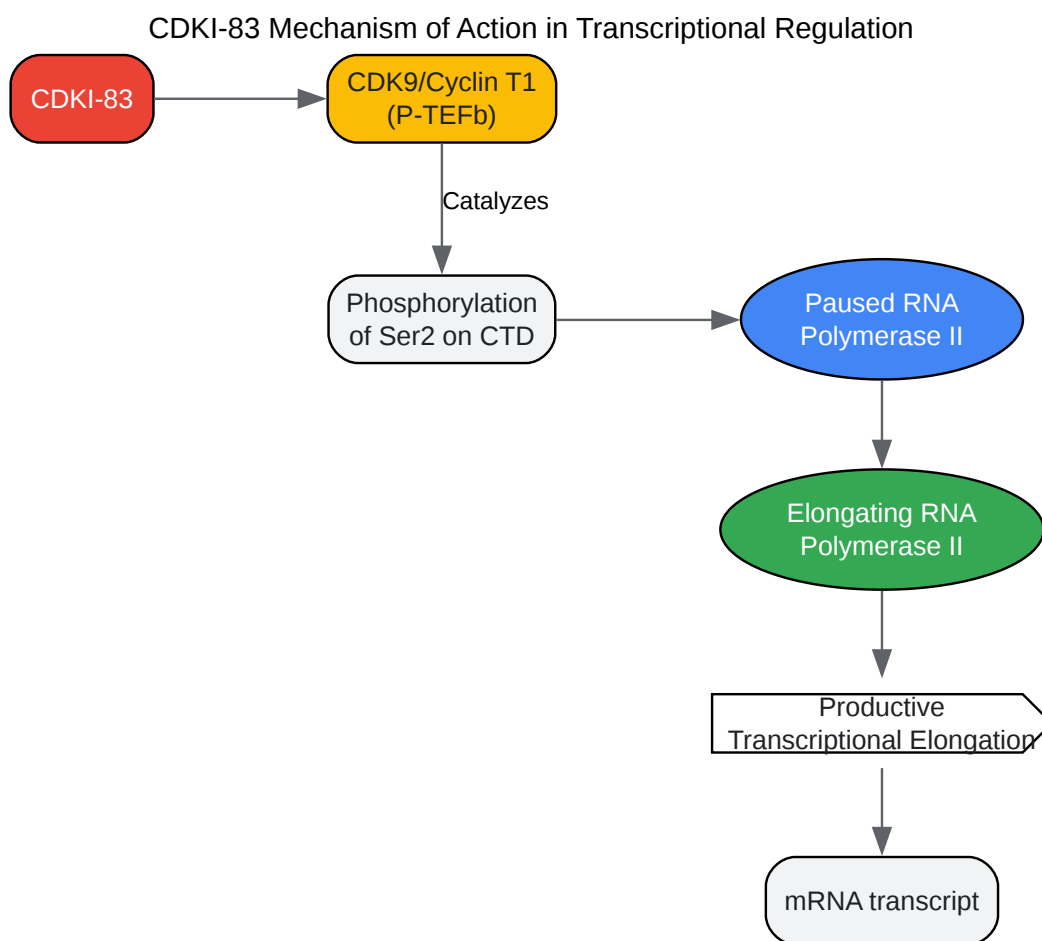 CDKI-83 Mechanism of Action in Transcriptional Regulation
CDKI-83
CDK9/Cyclin T1
(P-TEFb)
Catalyzes
Phosphorylation
of Ser2 on CTD
Paused RNA
Polymerase II
Elongating RNA
Polymerase II
Productive
Transcriptional Elongation
mRNA transcript